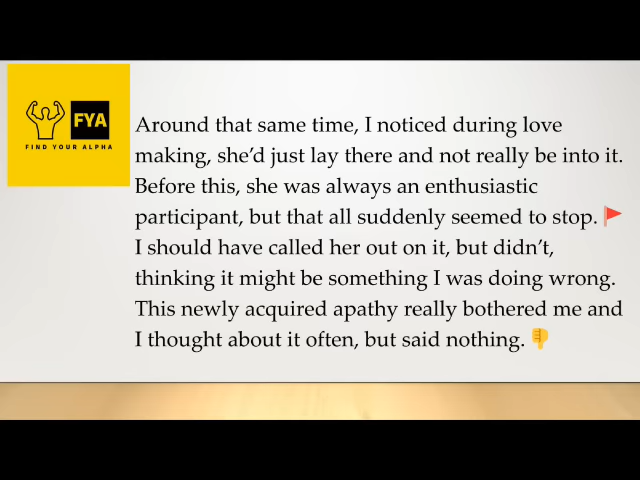 FYA
FIND YOUR ALPHA
Around that same time, I noticed during love
making, she’d just lay there and not really be into it.
Before this, she was always an enthusiastic
participant, but that all suddenly seemed to stop. 🚩
I should have called her out on it, but didn’t,
thinking it might be something I was doing wrong.
This newly acquired apathy really bothered me and
I thought about it often, but said nothing. 👎